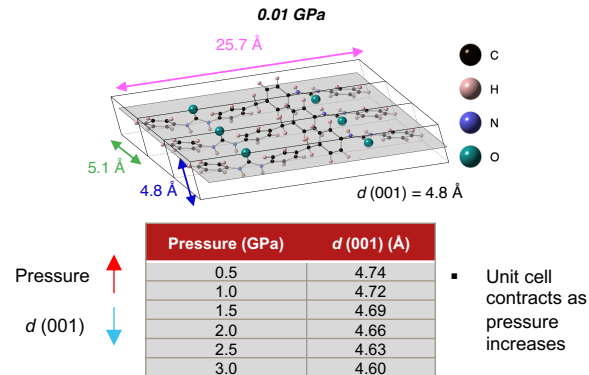 0.01 GPa
25.7 Å
C
H
N
O
5.1 Å
4.8 Å
d (001) = 4.8 Å
Pressure (GPa) d (001) (Å)
0.5 4.74
1.0 4.72
1.5 4.69
2.0 4.66
2.5 4.63
3.0 4.60
Pressure
d (001)
▪ Unit cell
contracts as
pressure
increases